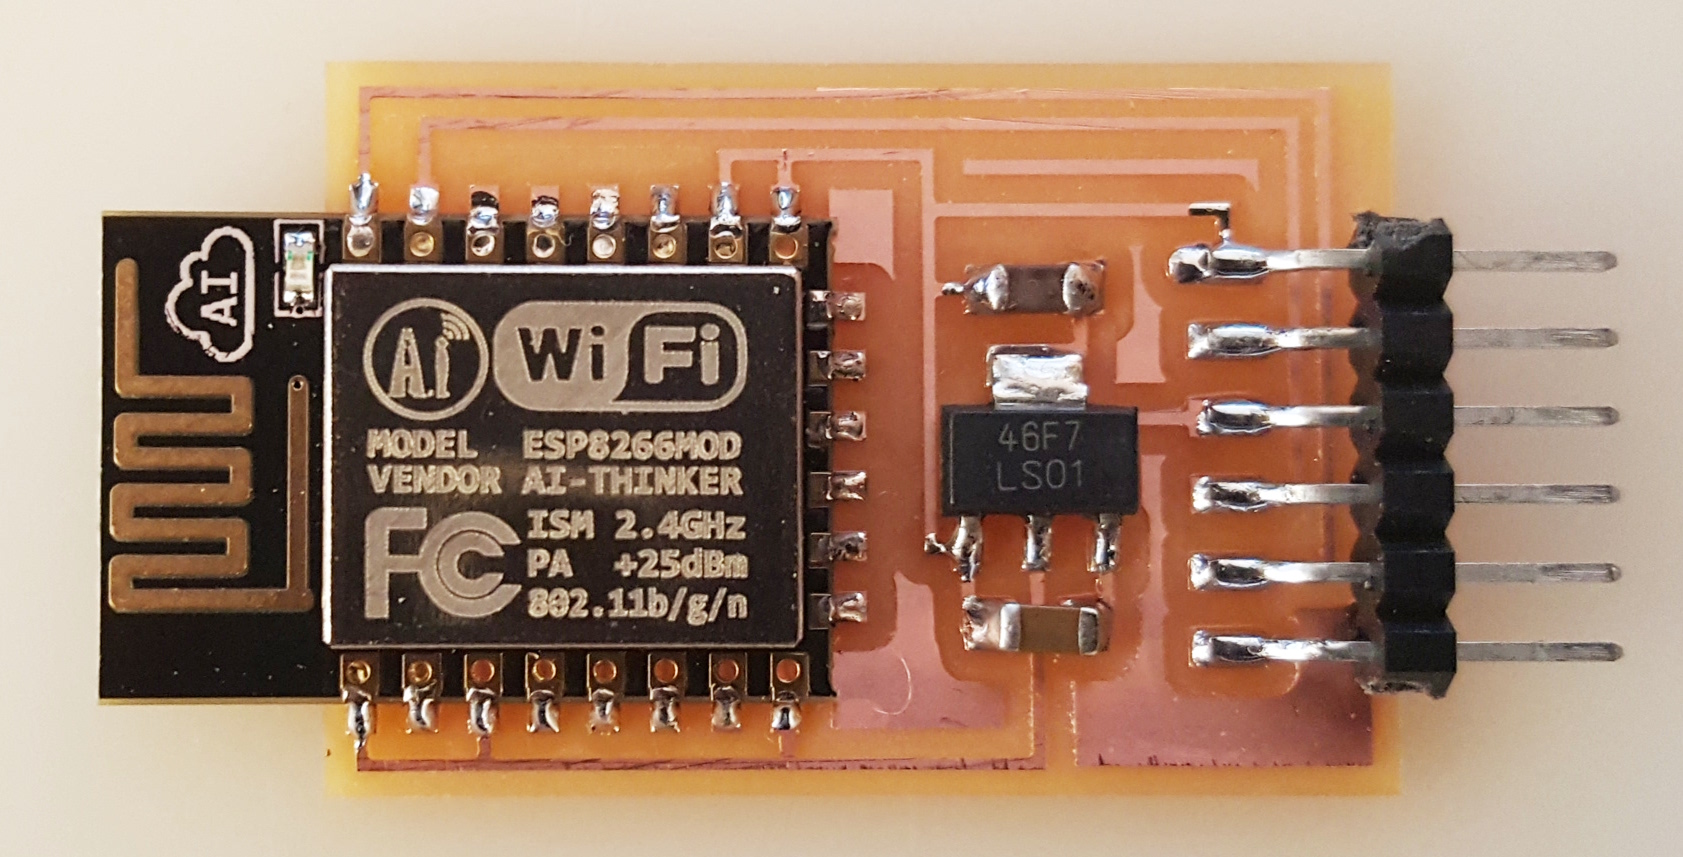 AI
Ai WiFi
MODEL ESP8266MOD
VENDOR AI-THINKER
FC ISM 2.4GHz
PA +25dBm
802.11b/g/n
46F7
LS01